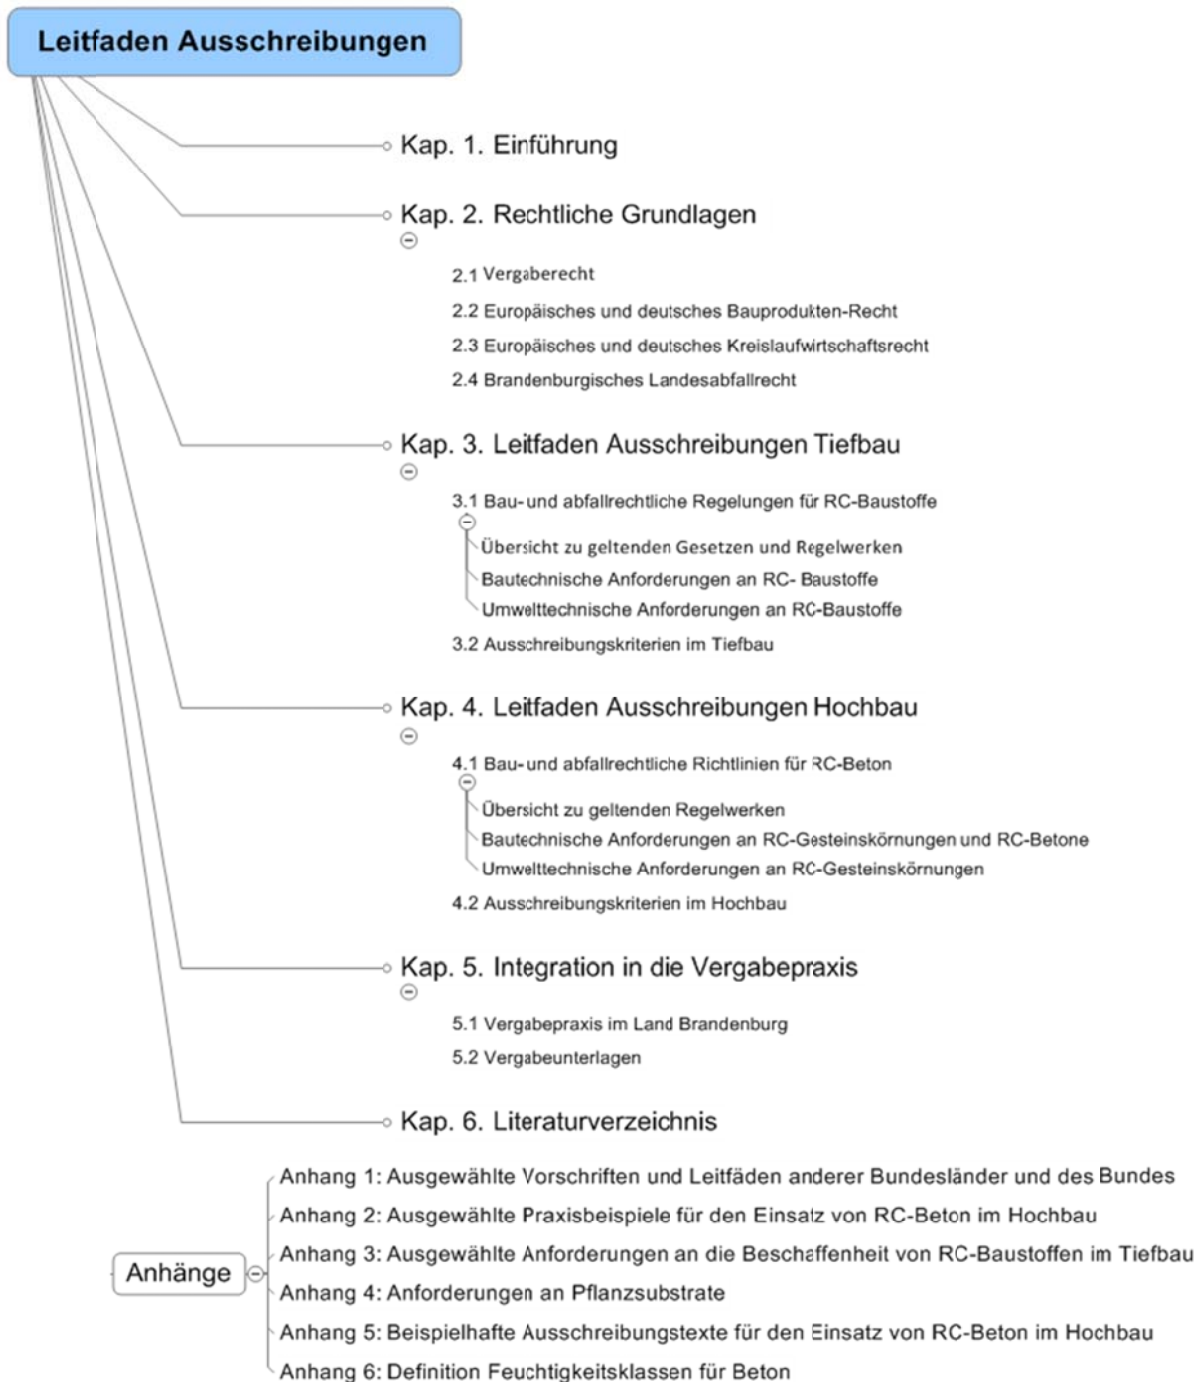 Leitfaden Ausschreibungen
Kap. 1. Einführung
Kap. 2. Rechtliche Grundlagen
2.1 Vergaberecht
2.2 Europäisches und deutsches Bauprodukten-Recht
2.3 Europäisches und deutsches Kreislaufwirtschaftsrecht
2.4 Brandenburgisches Landesabfallrecht
Kap. 3. Leitfaden Ausschreibungen Tiefbau
3.1 Bau- und abfallrechtliche Regelungen für RC-Baustoffe
Übersicht zu geltenden Gesetzen und Regelwerken
Bautechnische Anforderungen an RC- Baustoffe
Umwelttechnische Anforderungen an RC-Baustoffe
3.2 Ausschreibungskriterien im Tiefbau
Kap. 4. Leitfaden Ausschreibungen Hochbau
4.1 Bau- und abfallrechtliche Richtlinien für RC-Beton
Übersicht zu geltenden Regelwerken
Bautechnische Anforderungen an RC-Gesteinskörnungen und RC-Betone
Umwelttechnische Anforderungen an RC-Gesteinskörnungen
4.2 Ausschreibungskriterien im Hochbau
Kap. 5. Integration in die Vergabepraxis
5.1 Vergabepraxis im Land Brandenburg
5.2 Vergabeunterlagen
Kap. 6. Literaturverzeichnis
Anhänge
Anhang 1: Ausgewählte Vorschriften und Leitfäden anderer Bundesländer und des Bundes
Anhang 2: Ausgewählte Praxisbeispiele für den Einsatz von RC-Beton im Hochbau
Anhang 3: Ausgewählte Anforderungen an die Beschaffenheit von RC-Baustoffen im Tiefbau
Anhang 4: Anforderungen an Pflanzsubstrate
Anhang 5: Beispielhafte Ausschreibungstexte für den Einsatz von RC-Beton im Hochbau
Anhang 6: Definition Feuchtigkeitsklassen für Beton